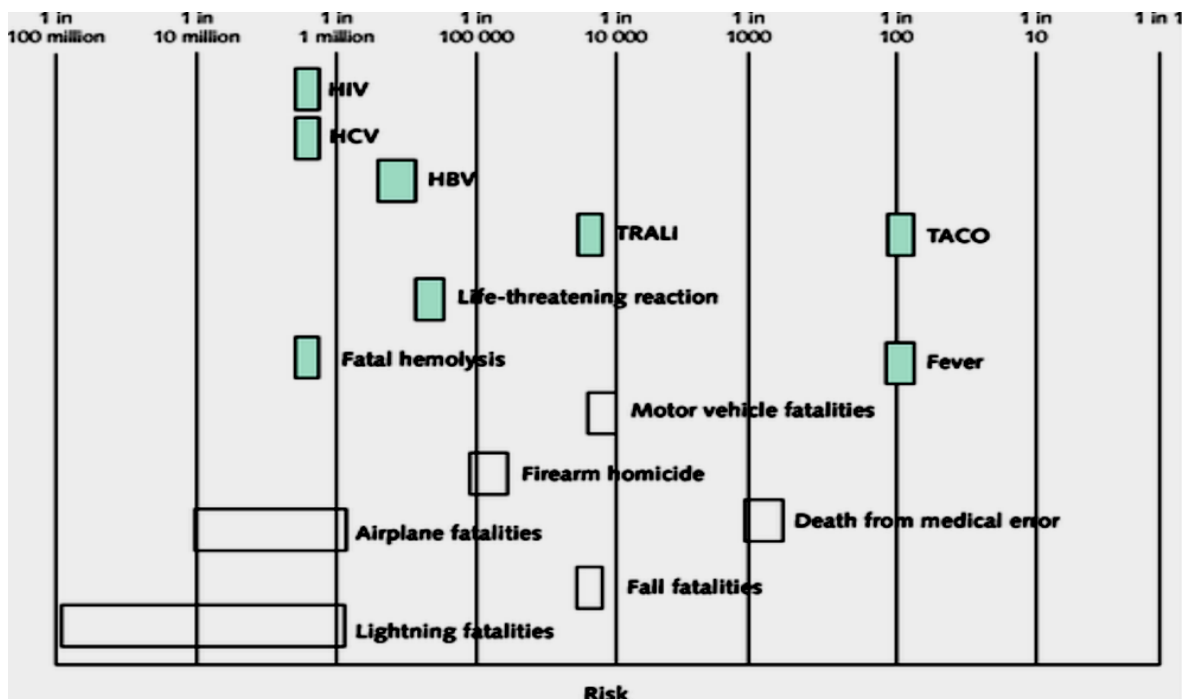 1 in 1 in 1 in 1 in 1 in 1 in 1 in 1 in 1 in 1
100 million 10 million 1 million 100 000 10 000 1000 100 10
HIV
HCV
HBV
TRALI TACO
Life-threatening reaction
Fatal hemolysis Fever
Motor vehicle fatalities
Firearm homicide
Death from medical error
Airplane fatalities
Fall fatalities
Lightning fatalities
Risk